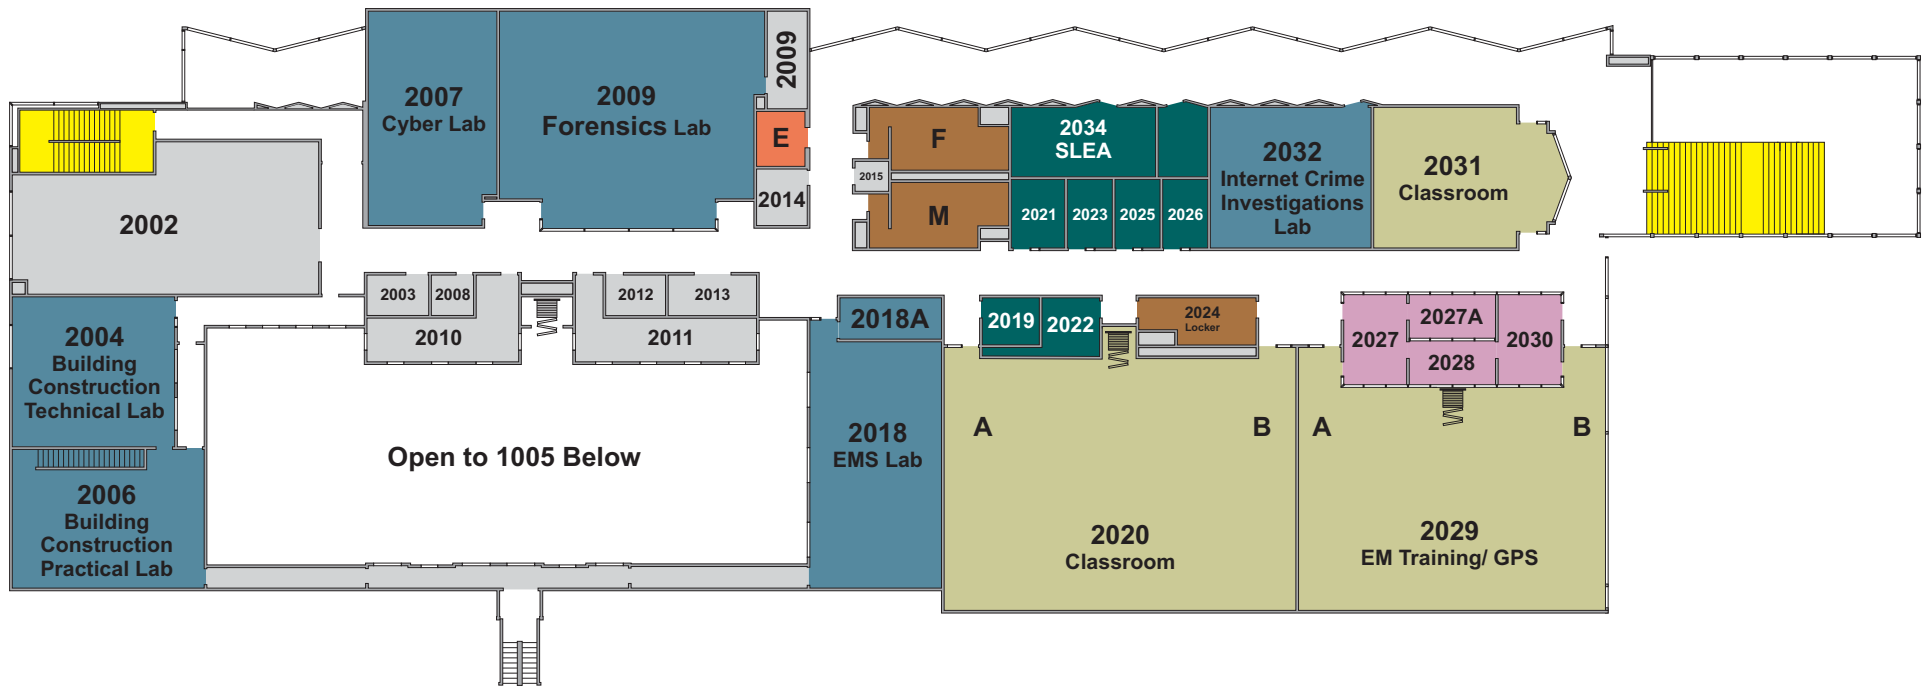 2007
Cyber Lab
2009
Forensics Lab
2009
E
2014
2002
F
2015
M
2034
SLEA
2021
2023
2025
2026
2032
Internet Crime
Investigations
Lab
2031
Classroom
2003
2008
2010
2012
2013
2011
2018A
2019
2022
2024
Locker
2027
2027A
2028
2030
2004
Building
Construction
Technical Lab
Open to 1005 Below
2018
EMS Lab
A
B
A
B
2006
Building
Construction
Practical Lab
2020
Classroom
2029
EM Training/ GPS